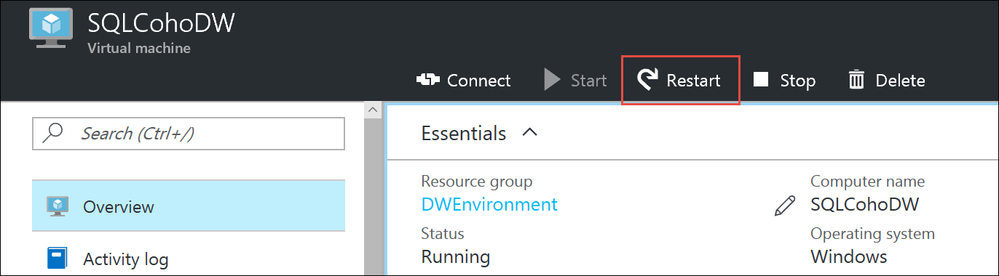 SQLCohoDW
Virtual machine
Connect Start Restart Stop Delete
Search (Ctrl+/)
Overview
Activity log
Essentials
Resource group
DWEnvironment
Status
Running
Computer name
SQLCohoDW
Operating system
Windows